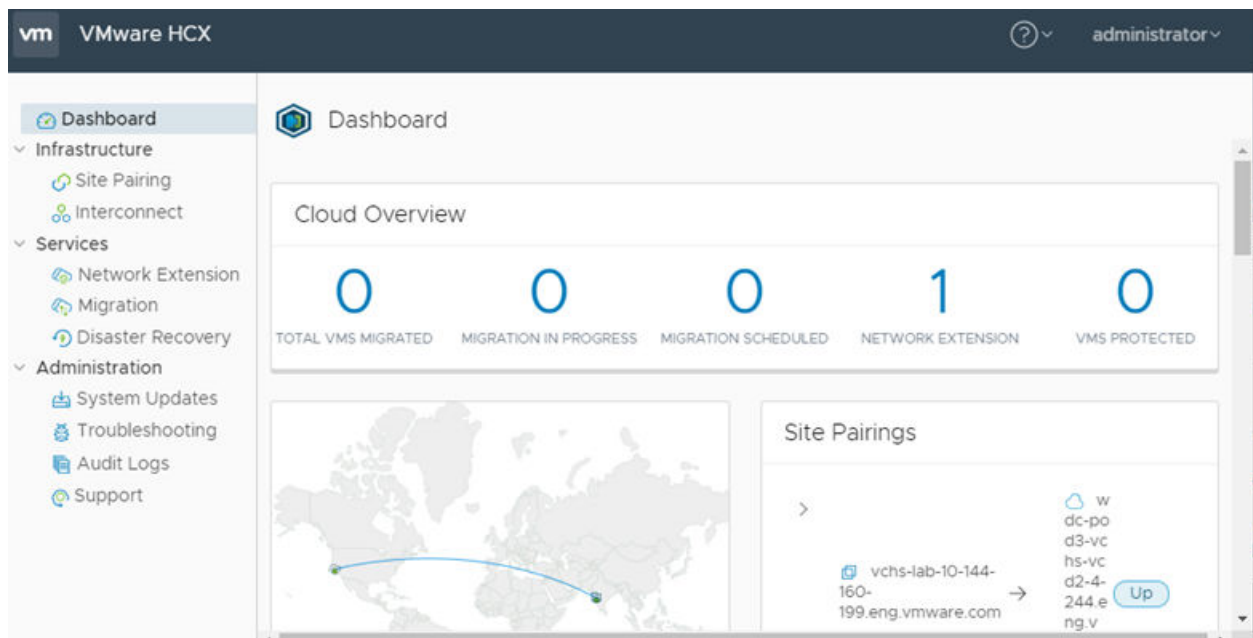 vm VMware HCX
administrator
Dashboard
Infrastructure
Site Pairing
Interconnect
Services
Network Extension
Migration
Disaster Recovery
Administration
System Updates
Troubleshooting
Audit Logs
Support
Dashboard
Cloud Overview
0 0 0 1 0
TOTAL VMS MIGRATED MIGRATION IN PROGRESS MIGRATION SCHEDULED NETWORK EXTENSION VMS PROTECTED
Site Pairings
vchs-lab-10-144-
160-
199.eng.vmware.com
w
dc-po
d3-vc
hs-vc
d2-4-
244.e
ng.v
Up